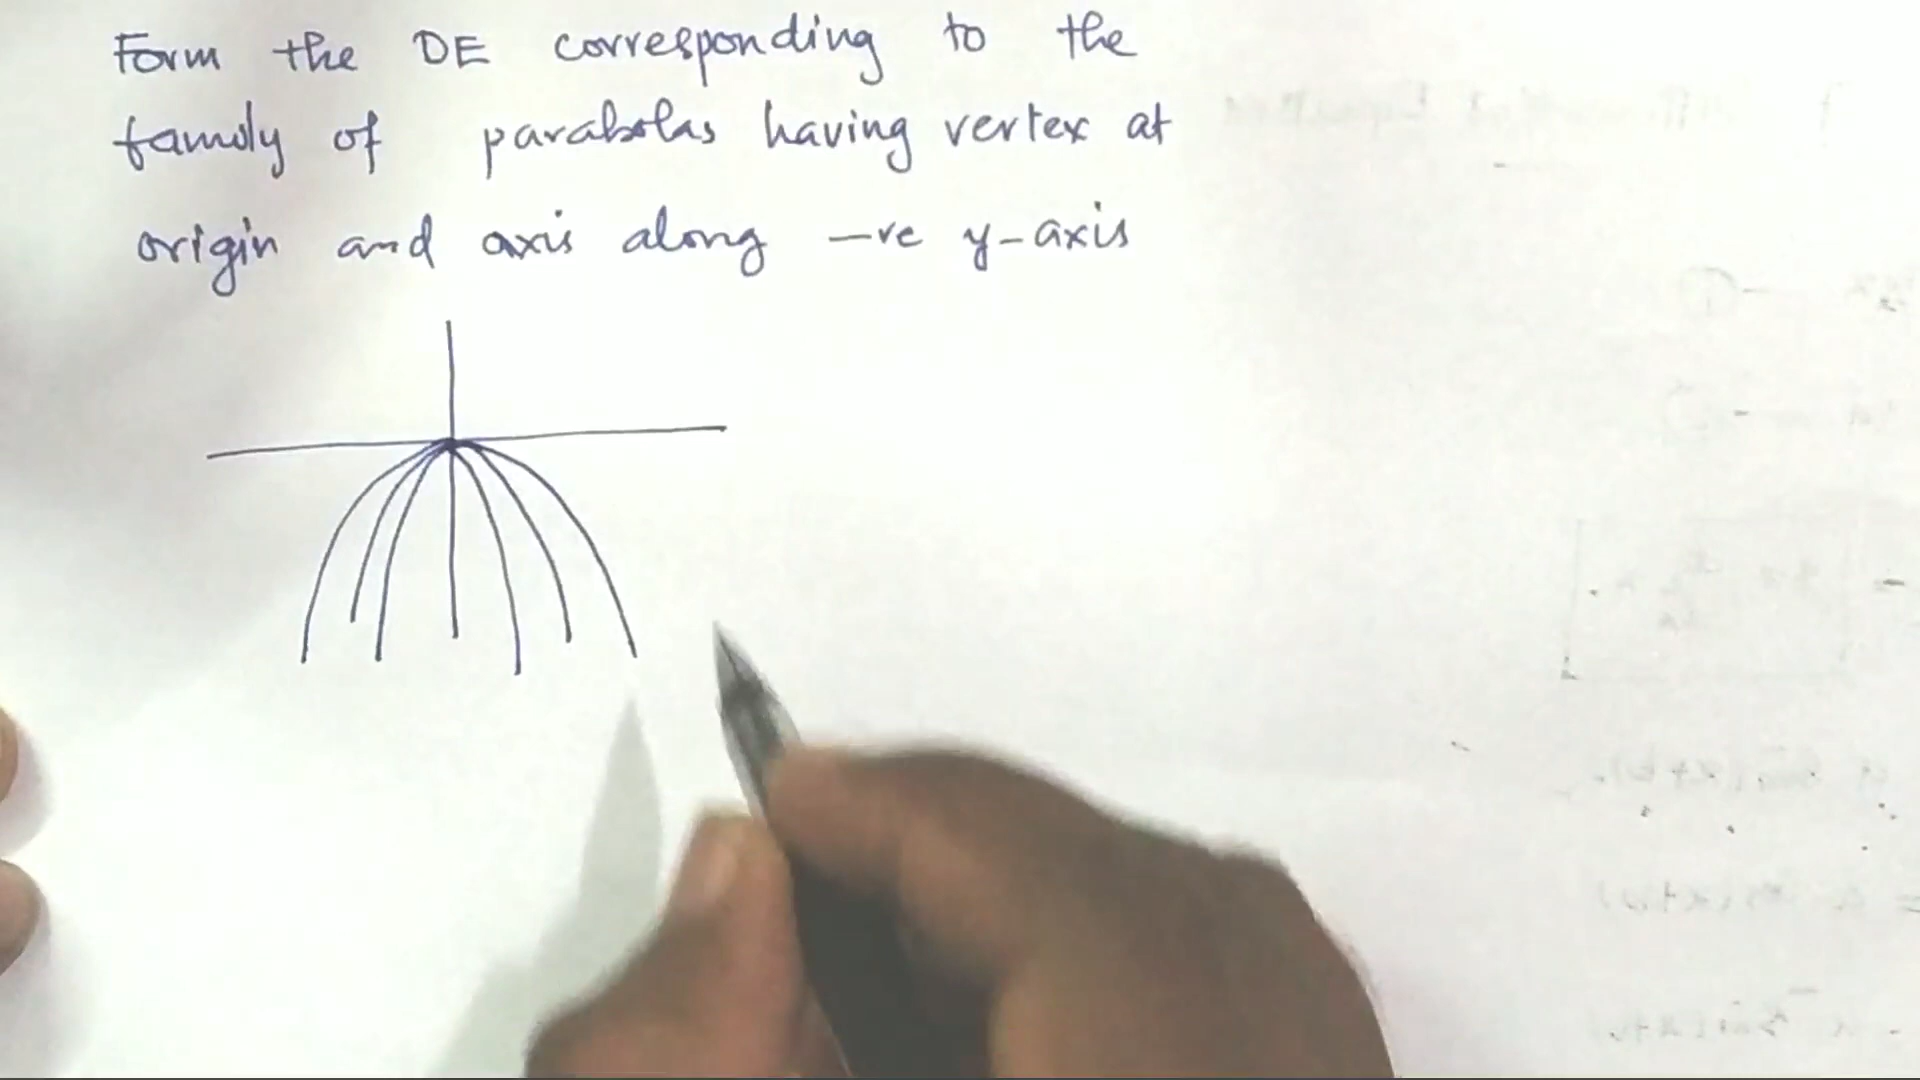 Form the DE corresponding to the
family of parabolas having vertex at
origin and axis along -ve y-axis